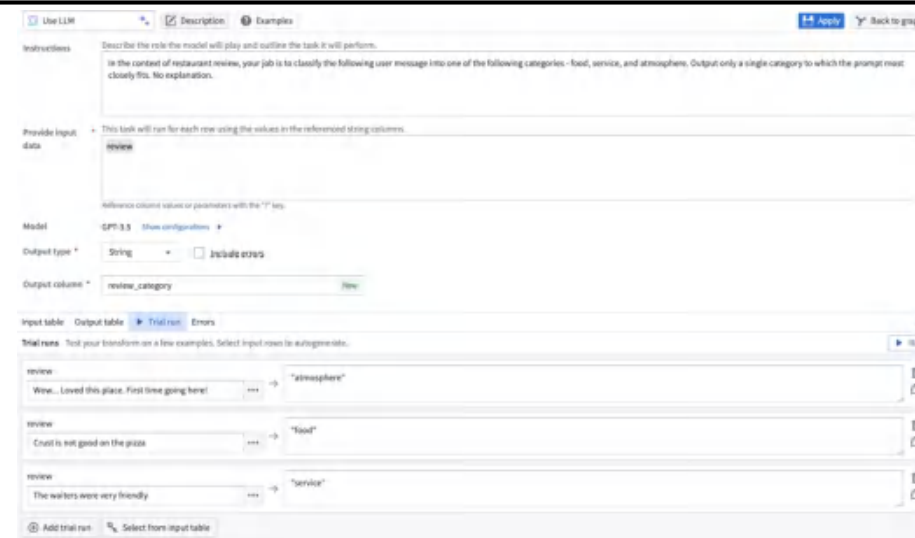 Use LLM
Description
Examples
Apply
Back to grap
Instructions
Describe the role the model will play and outline the task it will perform.
In the context of restaurant review, your job is to classify the following user message into one of the following categories - food, service, and atmosphere. Output only a single category to which the prompt most
closely fits. No explanation.
Provide input
data
This task will run for each row using the values in the referenced string columns.
review
Reference column values or parameters with the "/" key.
Model
GPT-3.5
Show configurations
Output type *
String
Include errors
Output column *
review_category
New
Input table
Output table
Trial run
Errors
Trial runs Test your transform on a few examples. Select input rows to autogenerate.
review
Wow... Loved this place. First time going here!
"atmosphere"
review
Crust is not good on the pizza
"food"
review
The waiters were very friendly
"service"
Add trial run
Select from input table